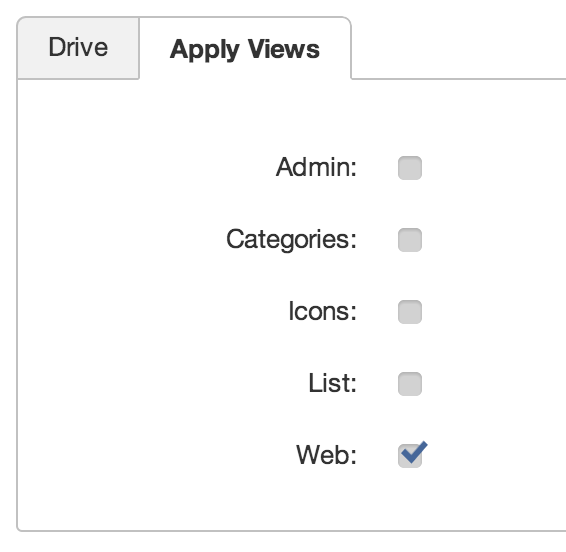 Drive Apply Views
Admin:
Categories:
Icons:
List:
Web: